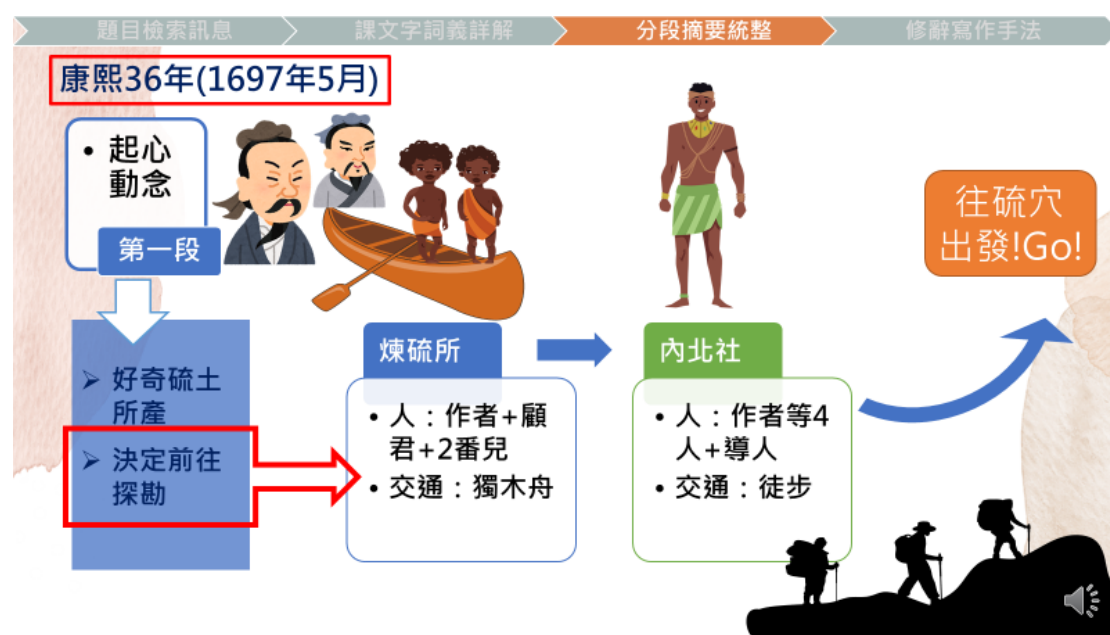 題目檢索訊息
課文字詞義詳解
分段摘要統整
修辭寫作手法
康熙36年(1697年5月)
• 起心
動念
第一段
➢ 好奇硫土
所產
➢ 決定前往
探勘
煉硫所
• 人：作者+顧
君+2番兒
• 交通：獨木舟
內北社
• 人：作者等4
人+導人
• 交通：徒步
往硫穴
出發!Go!